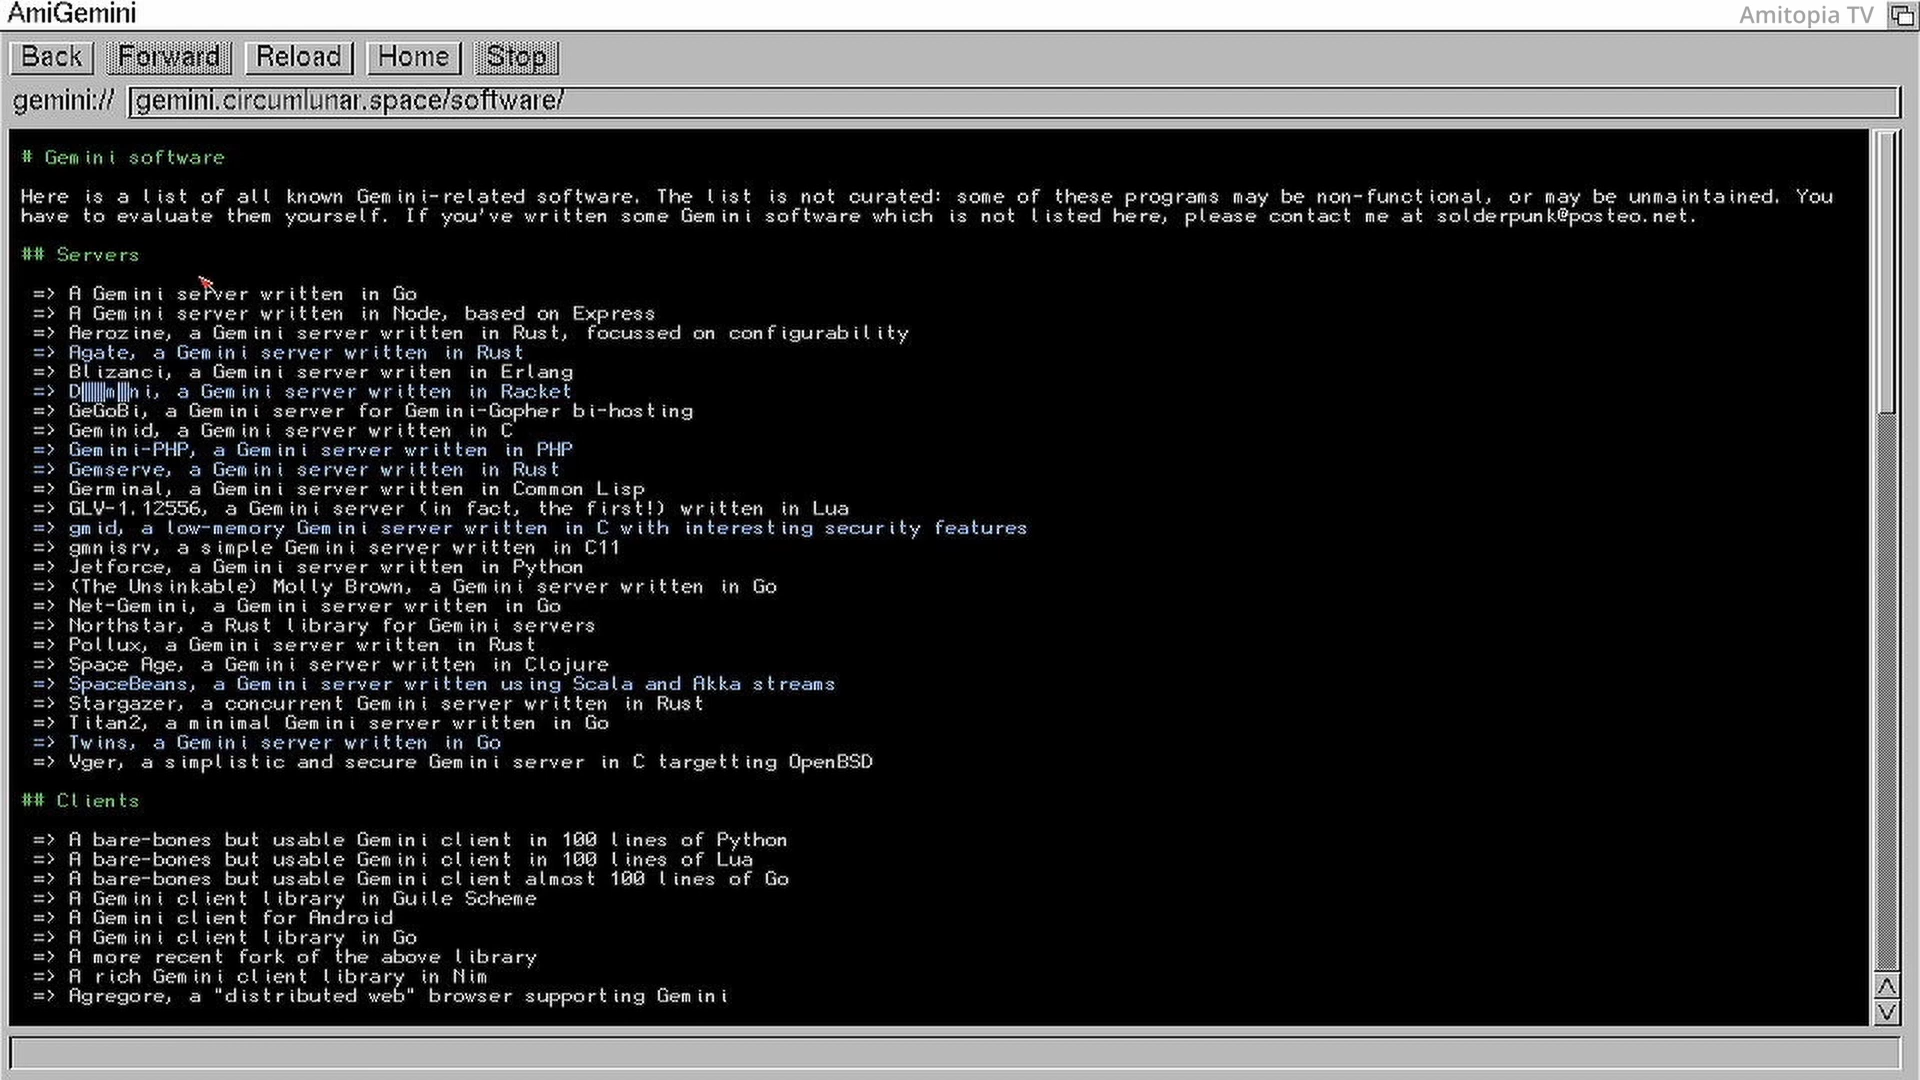 AmiGemini
Amitopia TV
Back Forward Reload Home Stop
gemini:// gemini.circumlunar.space/software/
# Gemini software
Here is a list of all known Gemini-related software. The list is not curated: some of these programs may be non-functional, or may be unmaintained. You
have to evaluate them yourself. If you've written some Gemini software which is not listed here, please contact me at solderpunk@posteo.net.
## Servers
=> A Gemini server written in Go
=> A Gemini server written in Node, based on Express
=> Aerozine, a Gemini server written in Rust, focussed on configurability
=> Agate, a Gemini server written in Rust
=> Blizanci, a Gemini server writen in Erlang
=> a Gemini server written in Racket
=> GeGoBi, a Gemini server for Gemini-Gopher bi-hosting
=> Geminid, a Gemini server written in C
=> Gemini-PHP, a Gemini server written in PHP
=> Gemserve, a Gemini server written in Rust
=> Germinal, a Gemini server written in Common Lisp
=> GLV-1.12556, a Gemini server (in fact, the first!) written in Lua
=> gmid, a low-memory Gemini server written in C with interesting security features
=> gmnisrv, a simple Gemini server written in C11
=> Jetforce, a Gemini server written in Python
=> (The Unsinkable) Molly Brown, a Gemini server written in Go
=> Net-Gemini, a Gemini server written in Go
=> Northstar, a Rust library for Gemini servers
=> Pollux, a Gemini server written in Rust
=> Space Age, a Gemini server written in Clojure
=> SpaceBeans, a Gemini server written using Scala and Akka streams
=> Stargazer, a concurrent Gemini server written in Rust
=> Titan2, a minimal Gemini server written in Go
=> Twins, a Gemini server written in Go
=> Vger, a simplistic and secure Gemini server in C targetting OpenBSD
## Clients
=> A bare-bones but usable Gemini client in 100 lines of Python
=> A bare-bones but usable Gemini client in 100 lines of Lua
=> A bare-bones but usable Gemini client almost 100 lines of Go
=> A Gemini client library in Guile Scheme
=> A Gemini client for Android
=> A Gemini client library in Go
=> A more recent fork of the above library
=> A rich Gemini client library in Nim
=> Agregore, a "distributed web" browser supporting Gemini